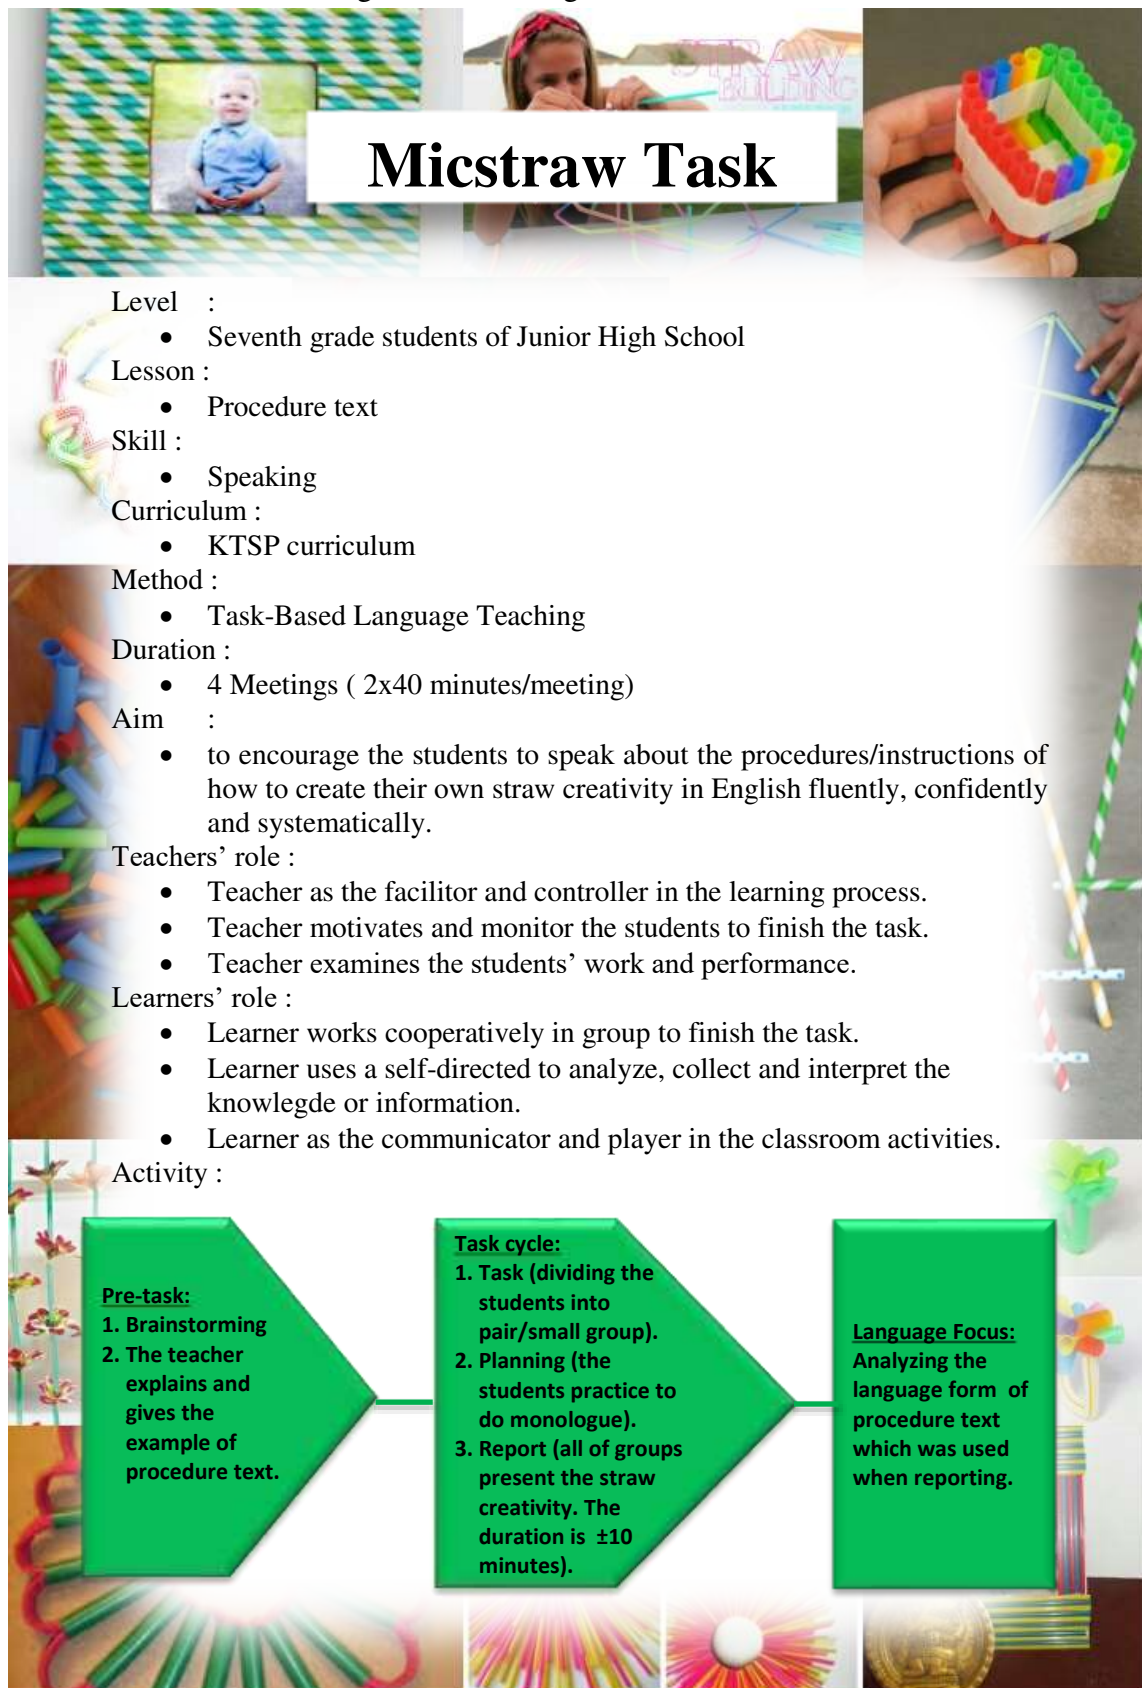 STRAW
BUILDING
Micstraw Task
Level :
• Seventh grade students of Junior High School
Lesson :
• Procedure text
Skill :
• Speaking
Curriculum :
• KTSP curriculum
Method :
• Task-Based Language Teaching
Duration :
• 4 Meetings ( 2x40 minutes/meeting)
Aim :
• to encourage the students to speak about the procedures/instructions of
how to create their own straw creativity in English fluently, confidently
and systematically.
Teachers’ role :
• Teacher as the facilitor and controller in the learning process.
• Teacher motivates and monitor the students to finish the task.
• Teacher examines the students’ work and performance.
Learners’ role :
• Learner works cooperatively in group to finish the task.
• Learner uses a self-directed to analyze, collect and interpret the
knowlegde or information.
• Learner as the communicator and player in the classroom activities.
Activity :
Pre-task:
1. Brainstorming
2. The teacher
explains and
gives the
example of
procedure text.
Task cycle:
1. Task (dividing the
students into
pair/small group).
2. Planning (the
students practice to
do monologue).
3. Report (all of groups
present the straw
creativity. The
duration is ±10
minutes).
Language Focus:
Analyzing the
language form of
procedure text
which was used
when reporting.